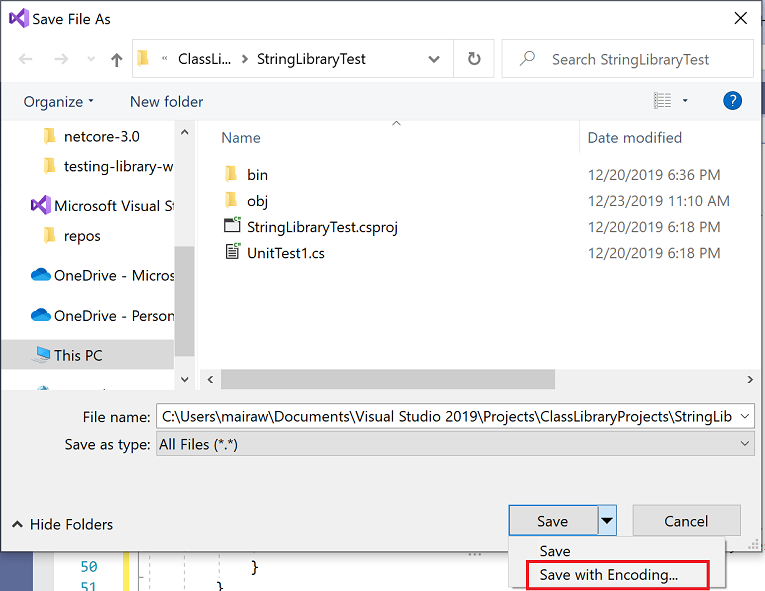 Save File As
« ClassLi... > StringLibraryTest
Search StringLibraryTest
Organize New folder
?
Name Date modified
netcore-3.0
testing-library-w
Microsoft Visual St
repos
OneDrive - Micros
OneDrive - Person
This PC
bin 12/20/2019 6:36 PM
obj 12/23/2019 11:10 AM
StringLibraryTest.csproj 12/20/2019 6:18 PM
UnitTest1.cs 12/20/2019 6:18 PM
File name: C:\Users\mairaw\Documents\Visual Studio 2019\Projects\ClassLibraryProjects\StringLib
Save as type: All Files (*.*)
Hide Folders
Save Cancel
Save
Save with Encoding...
50 }
51 }